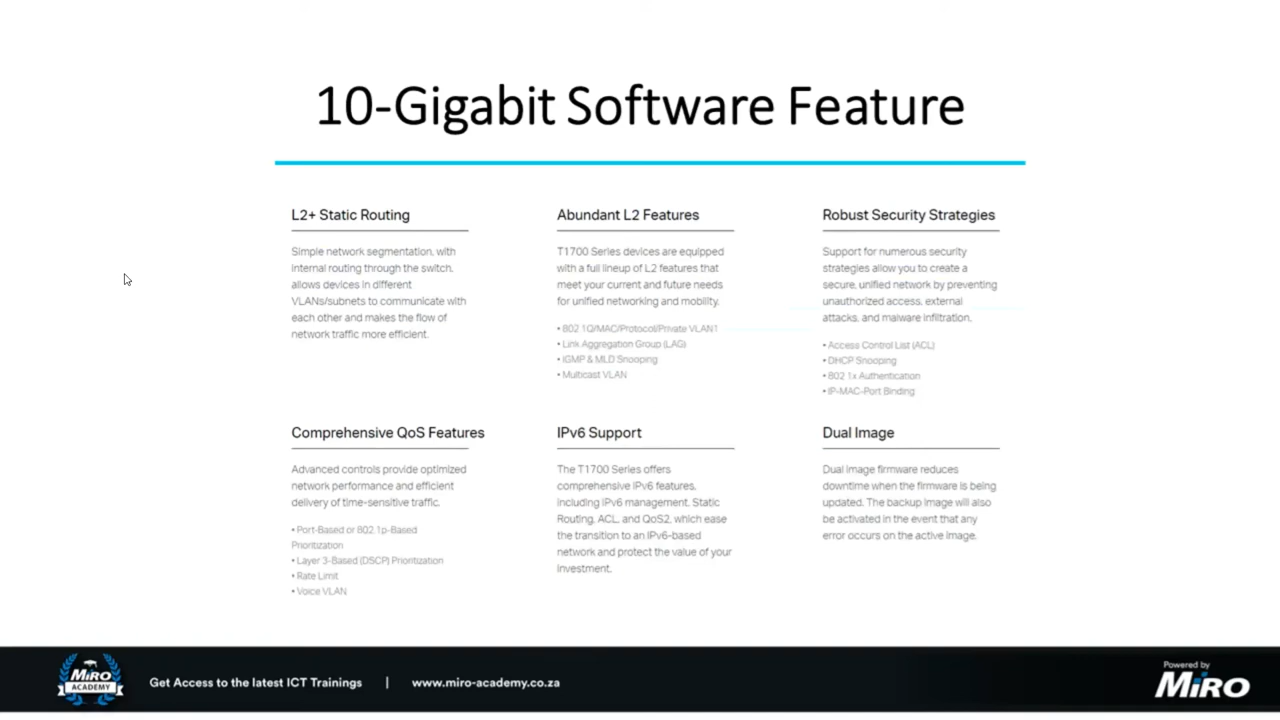 10-Gigabit Software Feature
L2+ Static Routing
Simple network segmentation, with
internal routing through the switch,
allows devices in different
VLANs/subnets to communicate with
each other and makes the flow of
network traffic more efficient.
Abundant L2 Features
T1700 Series devices are equipped
with a full lineup of L2 features that
meet your current and future needs
for unified networking and mobility.
• 802 1Q/MAC/Protocol/Private VLAN1
• Link Aggregation Group (LAG)
• IGMP & MLD Snooping
• Multicast VLAN
Robust Security Strategies
Support for numerous security
strategies allow you to create a
secure, unified network by preventing
unauthorized access, external
attacks, and malware infiltration.
• Access Control List (ACL)
• DHCP Snooping
• 802 1x Authentication
• IP-MAC-Port Binding
Comprehensive QoS Features
Advanced controls provide optimized
network performance and efficient
delivery of time-sensitive traffic.
• Port-Based or 802.1p-Based
Prioritization
• Layer 3-Based (DSCP) Prioritization
• Rate Limit
• Voice VLAN
IPv6 Support
The T1700 Series offers
comprehensive IPv6 features,
including IPv6 management, Static
Routing, ACL, and QoS2, which ease
the transition to an IPv6-based
network and protect the value of your
investment.
Dual Image
Dual image firmware reduces
downtime when the firmware is being
updated. The backup image will also
be activated in the event that any
error occurs on the active image.
MiRO
ACADEMY
Get Access to the latest ICT Trainings | www.miro-academy.co.za
Powered by
MiRO